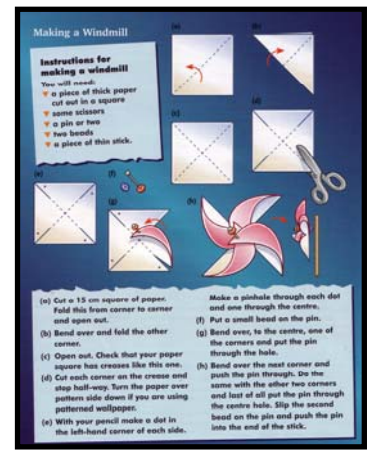 Making a Windmill
Instructions for
making a windmill
You will need:
a piece of thick paper
cut out in a square
some scissors
a pin or two
two beads
a piece of thin stick.
(a)
(b)
(c)
(d)
(e)
(f)
(g)
(h)
(a) Cut a 15 cm square of paper.
Fold this from corner to corner
and open out.
(b) Bend over and fold the other
corner.
(c) Open out. Check that your paper
square has creases like this one.
(d) Cut each corner on the crease and
stop half-way. Turn the paper over
pattern side down if you are using
patterned wallpaper.
(e) With your pencil make a dot in
the left-hand corner of each side.
Make a pinhole through each dot
and one through the centre.
(f) Put a small bead on the pin.
(g) Bend over, to the centre, one of
the corners and put the pin
through the hole.
(h) Bend over the next corner and
push the pin through. Do the
same with the other two corners
and last of all put the pin through
the centre hole. Slip the second
bead on the pin and push the pin
into the end of the stick.